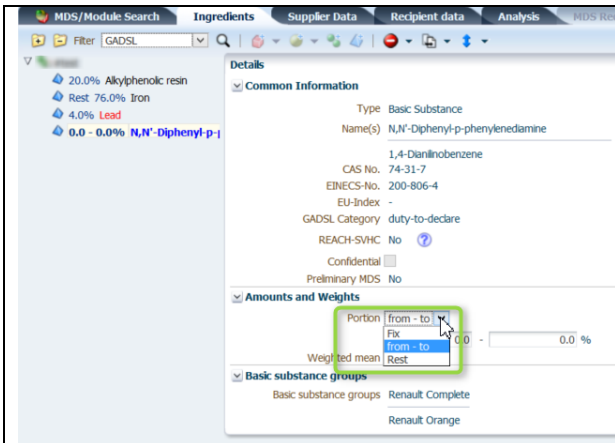 MDS/Module Search Ingredients Supplier Data Recipient data Analysis MDS Re
Filter GADSL
Details
20.0% Alkylphenolic resin
Rest 76.0% Iron
4.0% Lead
0.0 - 0.0% N,N'-Diphenyl-p-p
Common Information
Type Basic Substance
Name(s) N,N'-Diphenyl-p-phenylenediamine
1,4-Dianilinobenzene
CAS No. 74-31-7
EINECS-No. 200-806-4
EU-Index -
GADSL Category duty-to-declare
REACH-SVHC No ?
Confidential
Preliminary MDS No
Amounts and Weights
Portion from - to
Fix
from - to 0.0 - 0.0 %
Weighted mean Rest
Basic substance groups
Basic substance groups Renault Complete
Renault Orange